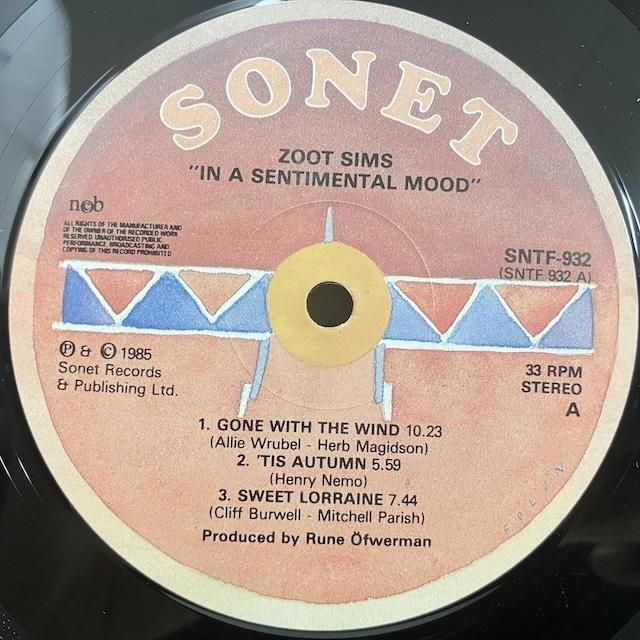 SONET
ZOOT SIMS
"IN A SENTIMENTAL MOOD"
n©b
ALL RIGHTS OF THE MANUFACTURER AND
OF THE OWNER OF THE RECORDED WORK
RESERVED. UNAUTHORISED PUBLIC
PERFORMANCE, BROADCASTING AND
COPYING OF THIS RECORD PROHIBITED
SNTF-932
(SNTF 932 A)
℗ & © 1985
Sonet Records
& Publishing Ltd.
33 RPM
STEREO
A
1. GONE WITH THE WIND 10.23
(Allie Wrubel - Herb Magidson)
2. 'TIS AUTUMN 5.59
(Henry Nemo)
3. SWEET LORRAINE 7.44
(Cliff Burwell - Mitchell Parish)
Produced by Rune Öfwerman
FOLON